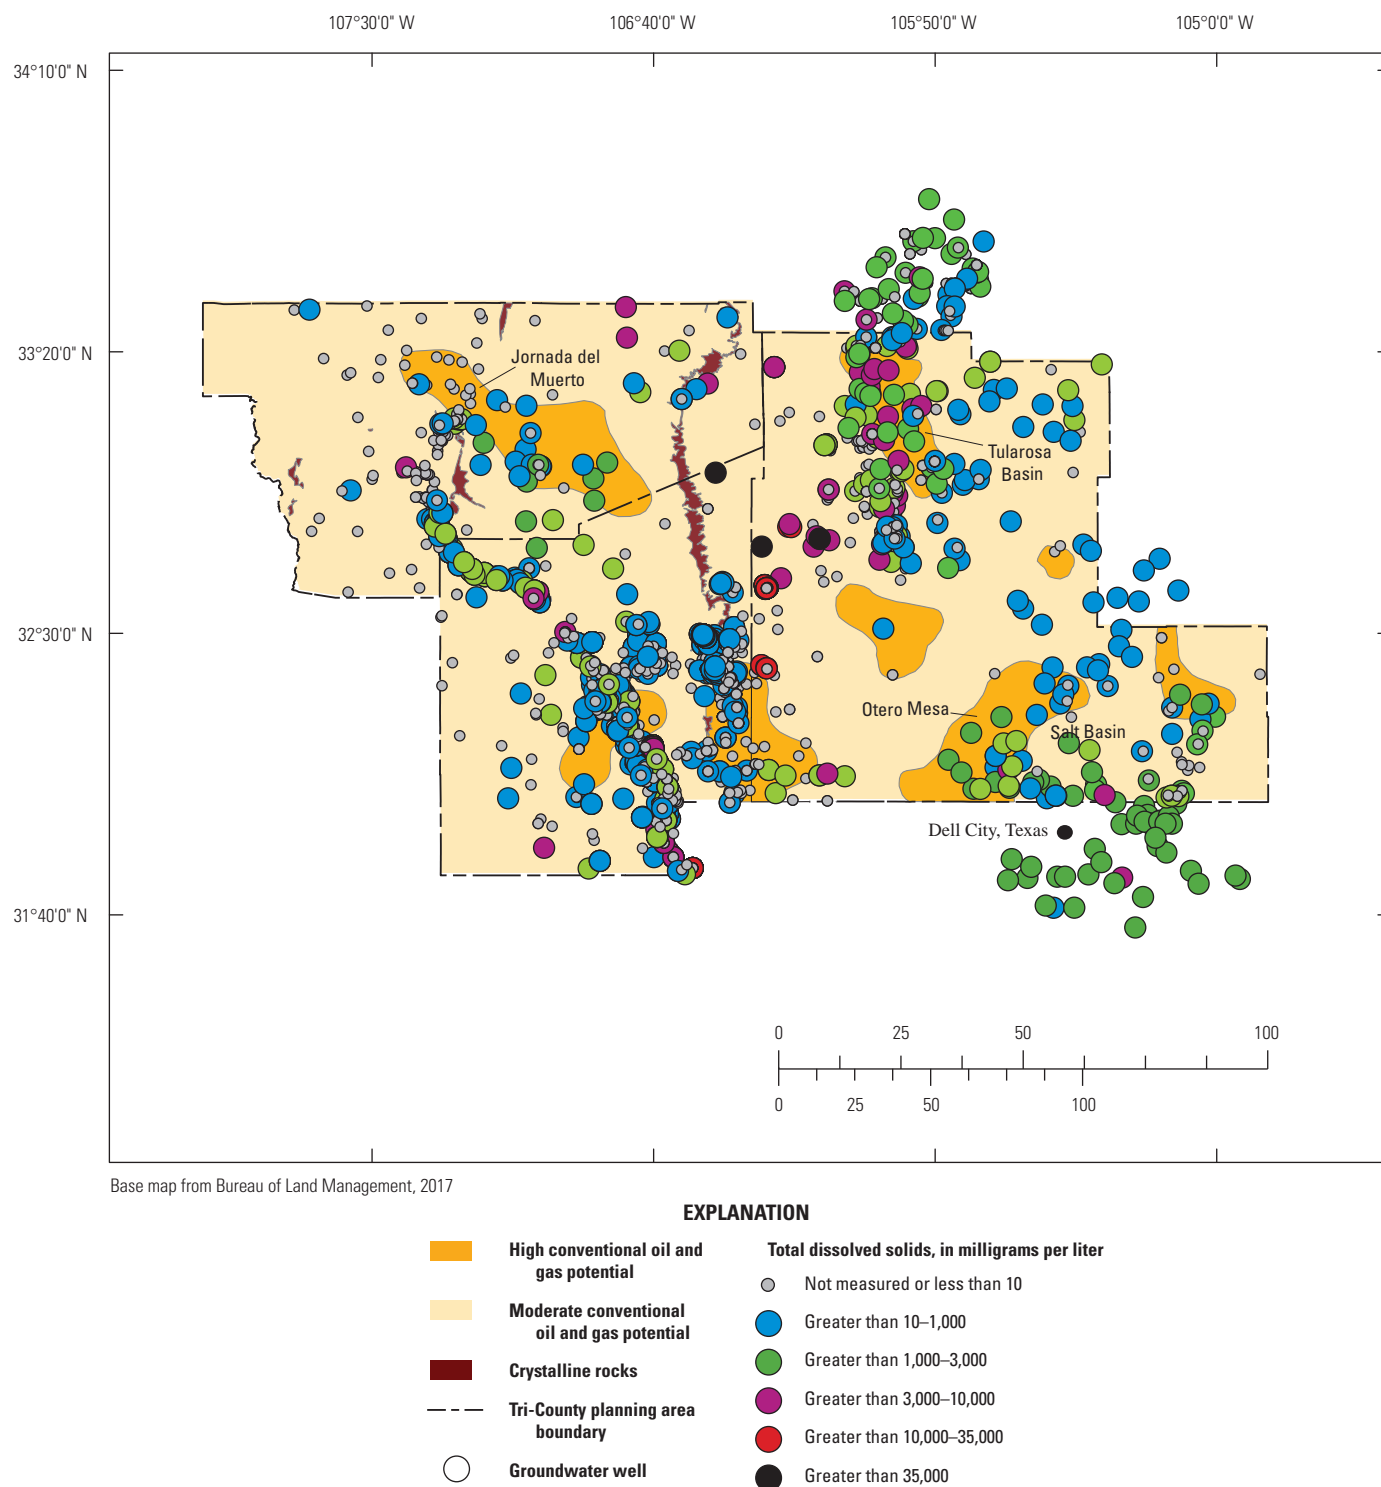 107°30'0" W
106°40'0" W
105°50'0" W
105°0'0" W
34°10'0" N
33°20'0" N
32°30'0" N
31°40'0" N
Jornada del
Muerto
Tularosa
Basin
Otero Mesa
Salt Basin
Dell City, Texas
0 25 50 100
0 25 50 100
Base map from Bureau of Land Management, 2017
EXPLANATION
High conventional oil and
gas potential
Moderate conventional
oil and gas potential
Crystalline rocks
Tri-County planning area
boundary
Groundwater well
Total dissolved solids, in milligrams per liter
Not measured or less than 10
Greater than 10–1,000
Greater than 1,000–3,000
Greater than 3,000–10,000
Greater than 10,000–35,000
Greater than 35,000